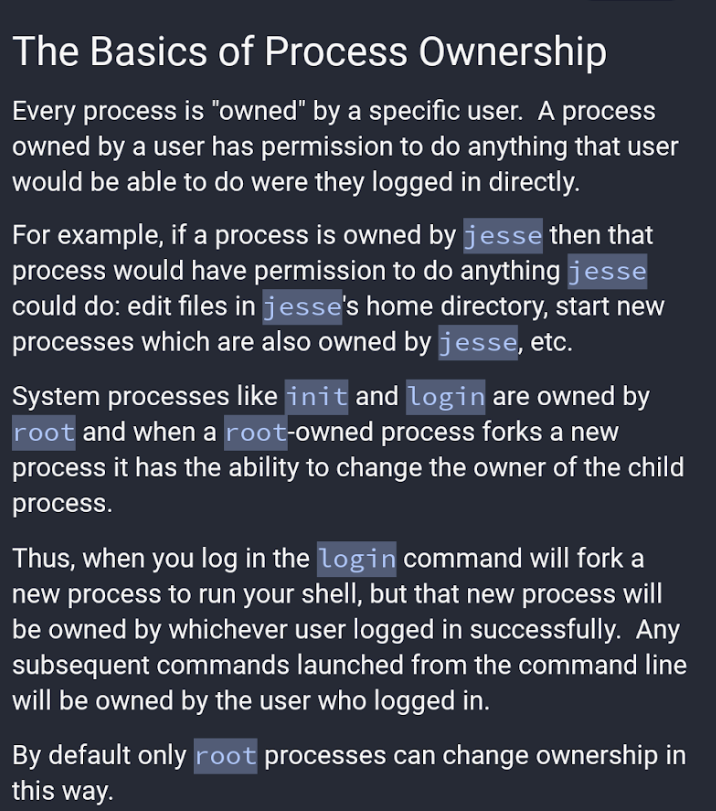 The Basics of Process Ownership
Every process is "owned" by a specific user.  A process
owned by a user has permission to do anything that user
would be able to do were they logged in directly.
For example, if a process is owned by jesse then that
process would have permission to do anything jesse
could do: edit files in jesse's home directory, start new
processes which are also owned by jesse, etc.
System processes like init and login are owned by
root and when a root-owned process forks a new
process it has the ability to change the owner of the child
process.
Thus, when you log in the login command will fork a
new process to run your shell, but that new process will
be owned by whichever user logged in successfully.  Any
subsequent commands launched from the command line
will be owned by the user who logged in.
By default only root processes can change ownership in
this way.